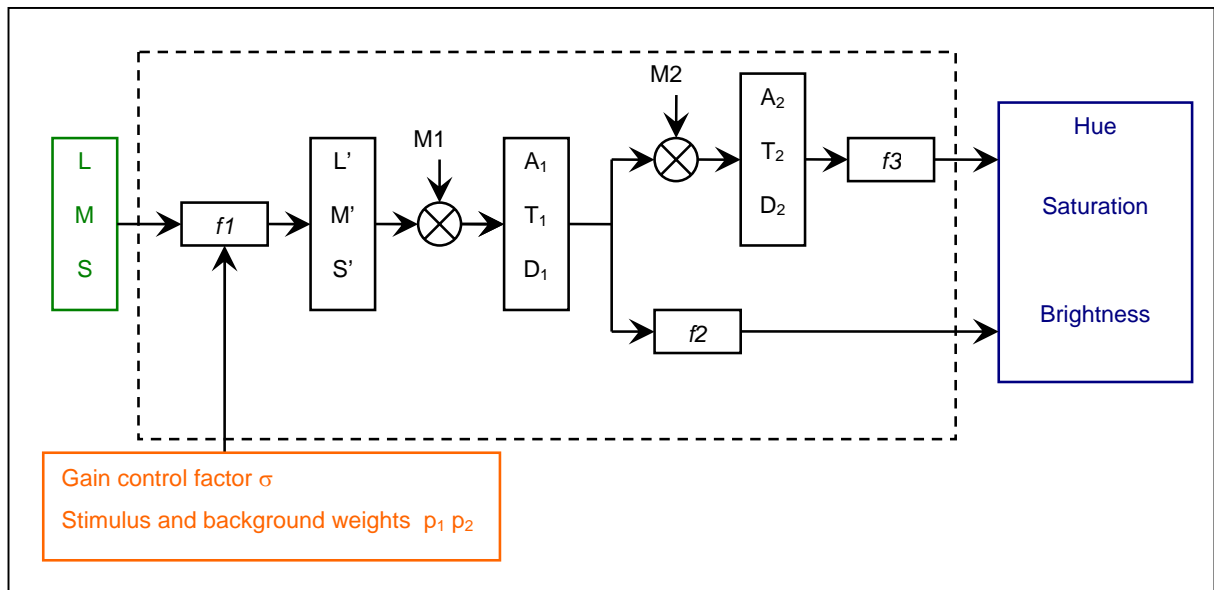 L
M
S
f1
L’
M’
S’
M1
A₁
T₁
D₁
M2
A₂
T₂
D₂
f3
f2
Hue
Saturation
Brightness
Gain control factor σ
Stimulus and background weights p₁ p₂